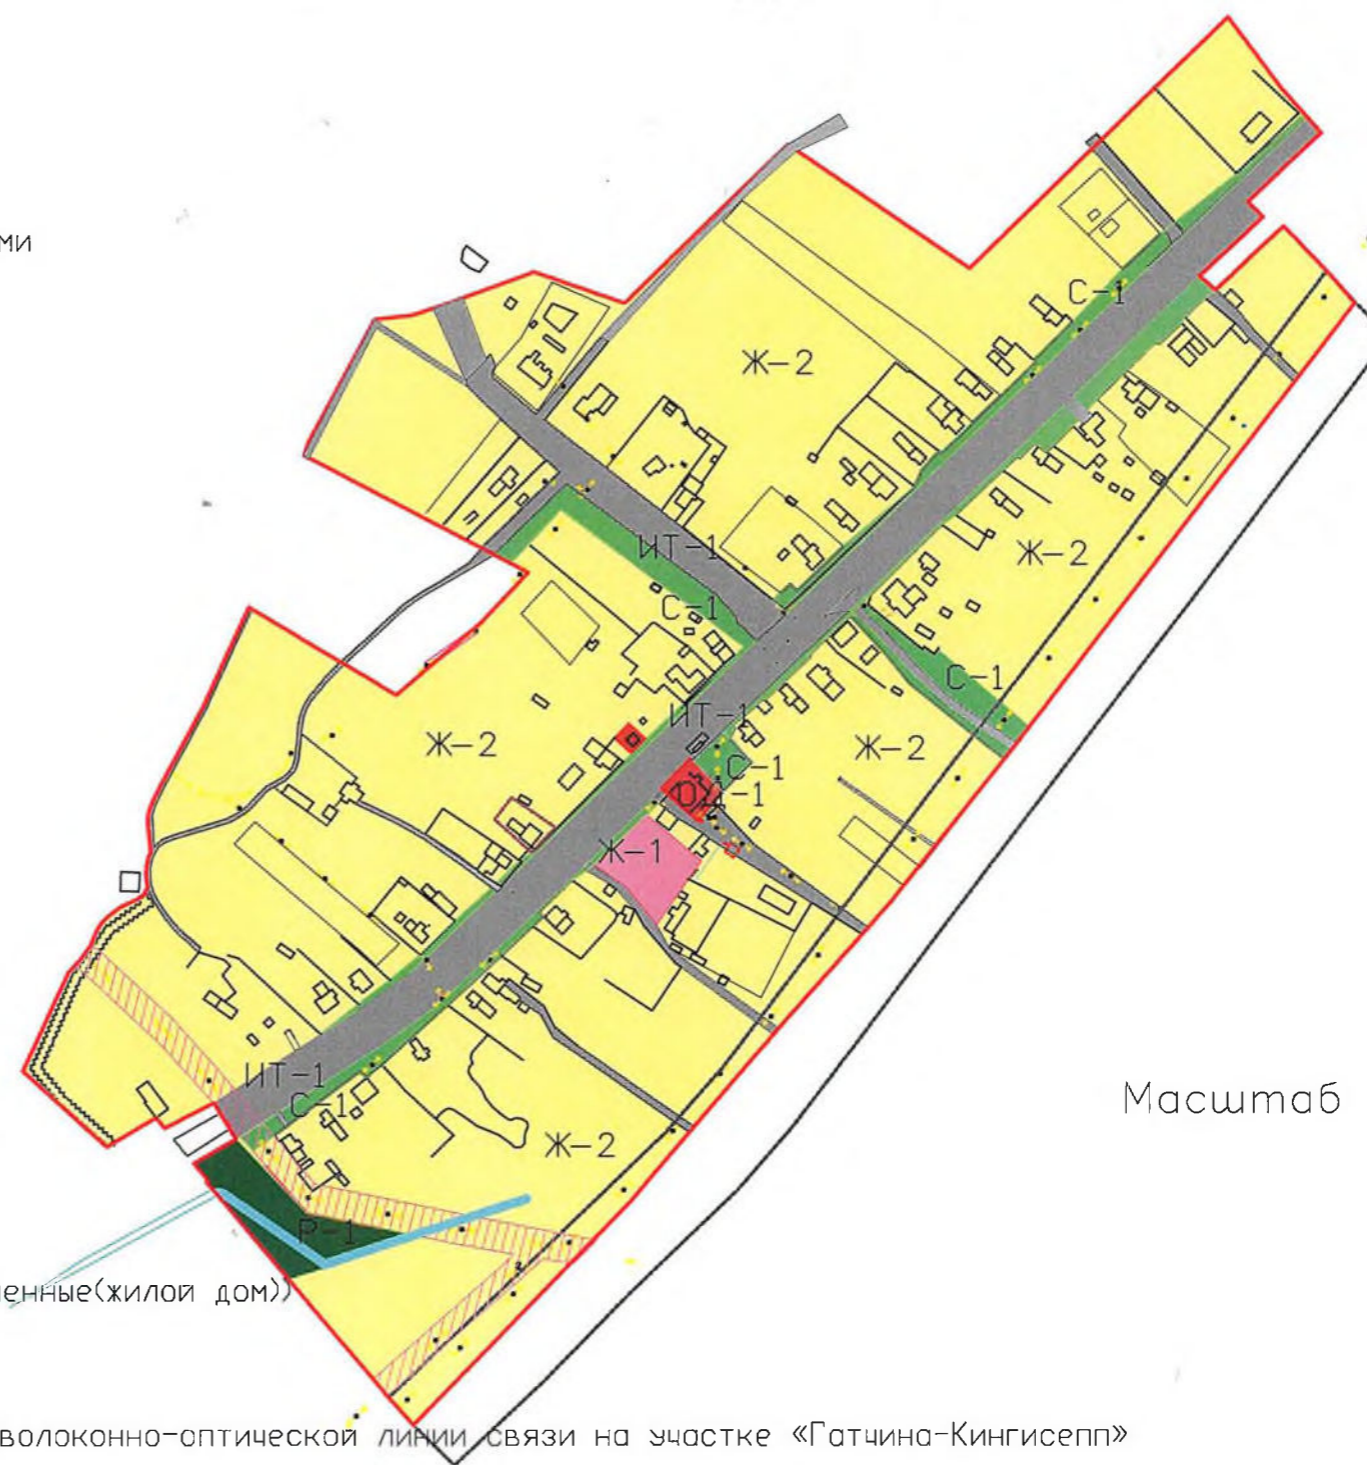 ми
С-1
Ж-2
ИТ-1
Ж-2
С-1
С-1
ИТ-1
Ж-2
Ж-2
С-1
ОД-1
Ж-1
ИТ-1
Масштаб
С-1
Ж-2
Р-1
енные(жилой дом))
волоконно-оптической линии связи на участке «Гатчина-Кингисепп»